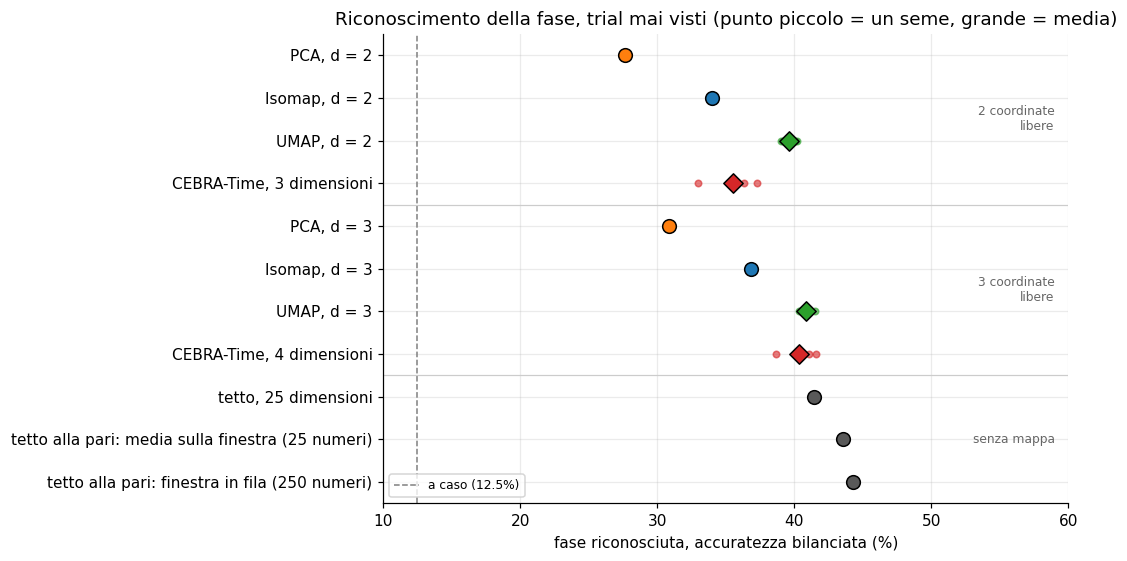 Riconoscimento della fase, trial mai visti (punto piccolo = un seme, grande = media)
PCA, d = 2
Isomap, d = 2
2 coordinate
libere
UMAP, d = 2
CEBRA-Time, 3 dimensioni
PCA, d = 3
Isomap, d = 3
3 coordinate
libere
UMAP, d = 3
CEBRA-Time, 4 dimensioni
tetto, 25 dimensioni
tetto alla pari: media sulla finestra (25 numeri)
senza mappa
tetto alla pari: finestra in fila (250 numeri)
a caso (12.5%)
10 20 30 40 50 60
fase riconosciuta, accuratezza bilanciata (%)